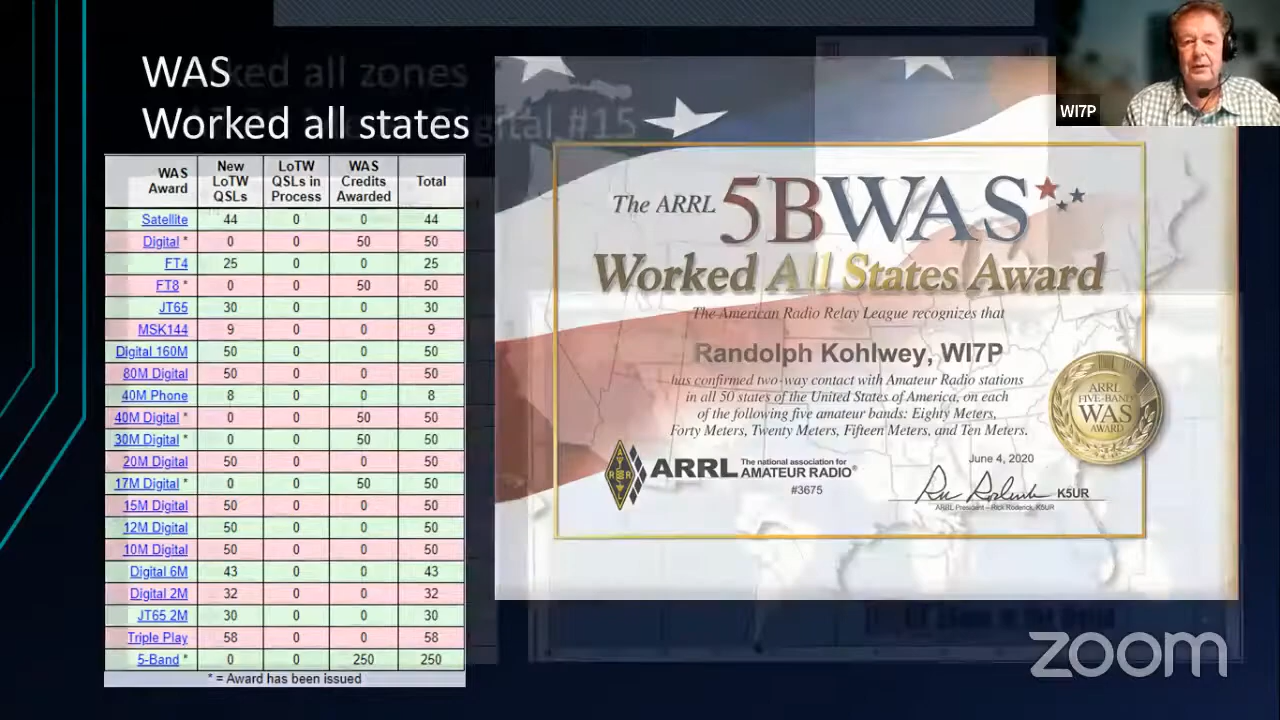 WAS
Worked all states
ked all zones
gital #15
WAS Award New LoTW QSLs LoTW QSLs in Process WAS Credits Awarded Total
Satellite 44 0 0 44
Digital * 0 0 50 50
FT4 25 0 0 25
FT8 * 0 0 50 50
JT65 30 0 0 30
MSK144 9 0 0 9
Digital 160M 50 0 0 50
80M Digital 50 0 0 50
40M Phone 8 0 0 8
40M Digital * 0 0 50 50
30M Digital * 0 0 50 50
20M Digital 50 0 0 50
17M Digital * 0 0 50 50
15M Digital 50 0 0 50
12M Digital 50 0 0 50
10M Digital 50 0 0 50
Digital 6M 43 0 0 43
Digital 2M 32 0 0 32
JT65 2M 30 0 0 30
Triple Play 58 0 0 58
5-Band * 0 0 250 250
* = Award has been issued
The ARRL 5BWAS
Worked All States Award
The American Radio Relay League recognizes that
Randolph Kohlwey, WI7P
has confirmed two-way contact with Amateur Radio stations
in all 50 states of the United States of America, on each
of the following five amateur bands: Eighty Meters,
Forty Meters, Twenty Meters, Fifteen Meters, and Ten Meters.
ARRL The national association for
AMATEUR RADIO®
#3675
June 4, 2020
K5UR
ARRL President – Rick Roderick, K5UR
ARRL
FIVE-BAND
WAS
AWARD
WI7P
zoom